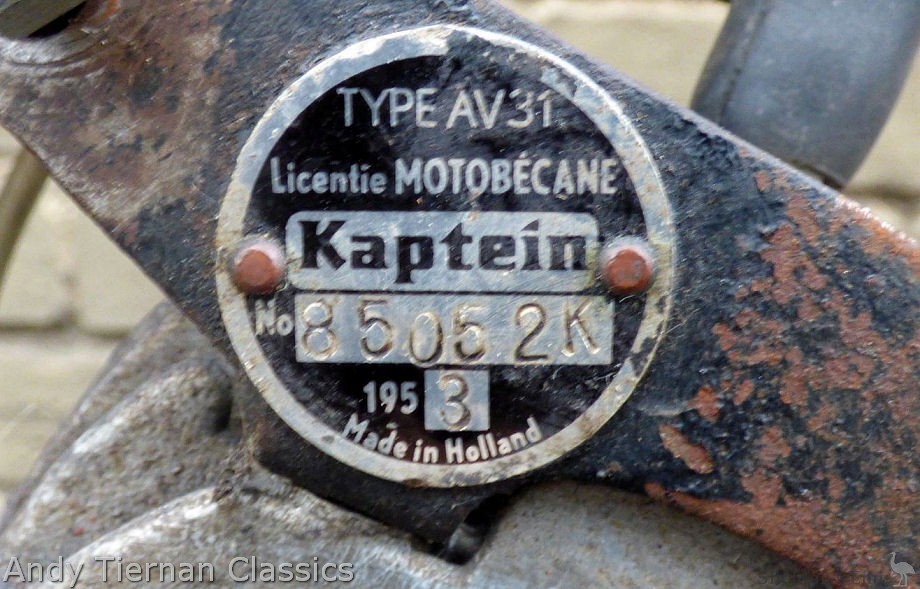 TYPE AV31
Licentie MOTOBÉCANE
Kaptein
No 85052K
1953
Made in Holland
Andy Tiernan Classics